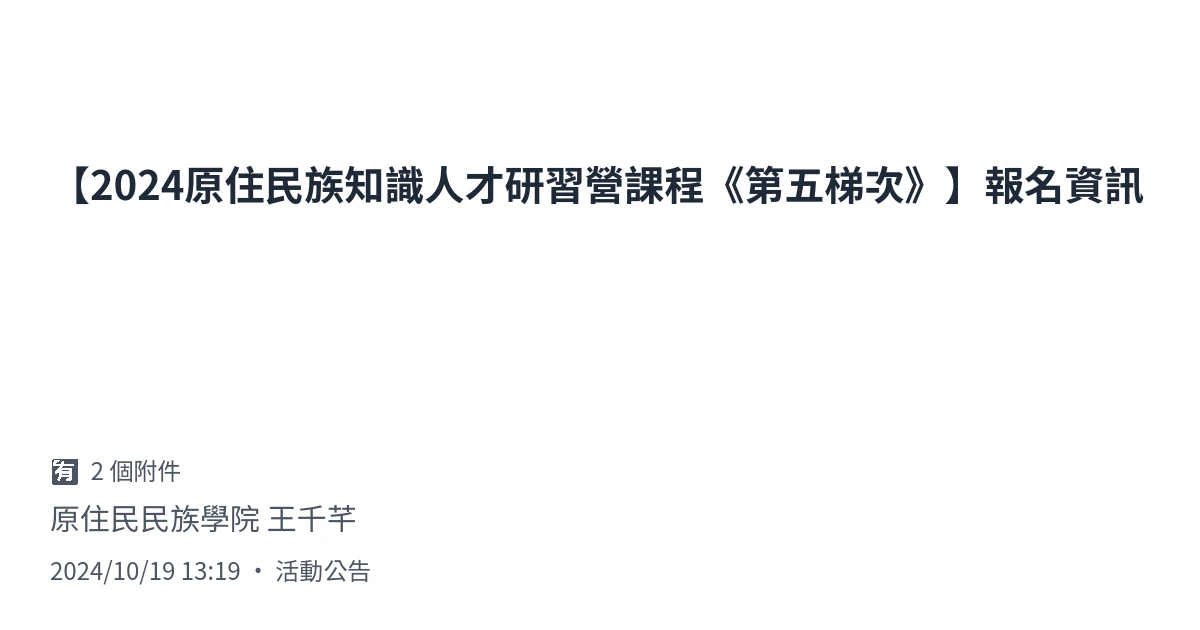 【2024原住民族知識人才研習營課程《第五梯次》】報名資訊
🈶 2 個附件
原住民民族學院 王千芊
2024/10/19 13:19 • 活動公告